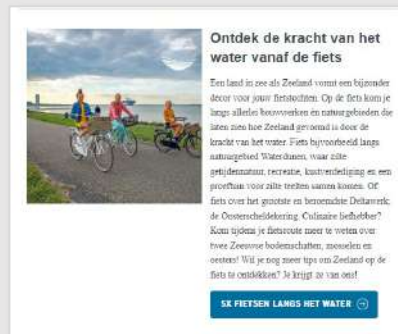 Ontdek de kracht van het
water vanaf de fiets
Een land in zee als Zeeland vormt een bijzonder
decor voor jouw fietstochten. Op de fiets kom je
langs allerlei bouwwerken en natuurgebieden die
laten zien hoe Zeeland gevormd is door de
kracht van het water. Fiets bijvoorbeeld langs
natuurgebied Waterdunen, waar zilte
getijdennatuur, recreatie, kustverdediging en een
proeftuin voor zilte teelten samen komen. Of
fiets over het grootste en beroemdste Deltawerk:
de Oosterscheldekering. Culinaire liefhebber?
Kom tijdens je fietsroute meer te weten over
twee Zeeuwse bodemschatten, mosselen en
oesters! Wil je nog meer tips om Zeeland op de
fiets te ontdekken? Je krijgt ze van ons!
5X FIETSEN LANGS HET WATER